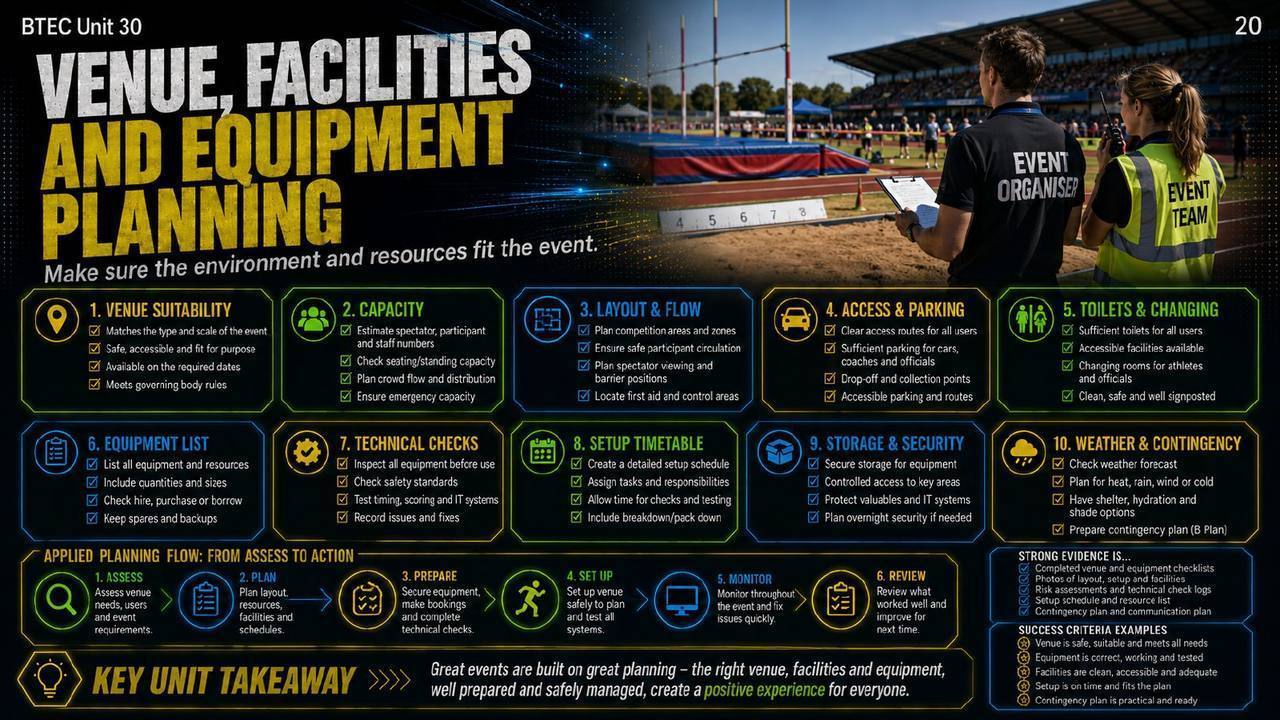 BTEC Unit 30
20
VENUE, FACILITIES
AND EQUIPMENT
PLANNING
Make sure the environment and resources fit the event.
4 5 6 7 8
EVENT
ORGANISER
EVENT
TEAM
1. VENUE SUITABILITY
Matches the type and scale of the event
Safe, accessible and fit for purpose
Available on the required dates
Meets governing body rules
2. CAPACITY
Estimate spectator, participant
and staff numbers
Check seating/standing capacity
Plan crowd flow and distribution
Ensure emergency capacity
3. LAYOUT & FLOW
Plan competition areas and zones
Ensure safe participant circulation
Plan spectator viewing and
barrier positions
Locate first aid and control areas
4. ACCESS & PARKING
Clear access routes for all users
Sufficient parking for cars,
coaches and officials
Drop-off and collection points
Accessible parking and routes
5. TOILETS & CHANGING
Sufficient toilets for all users
Accessible facilities available
Changing rooms for athletes
and officials
Clean, safe and well signposted
6. EQUIPMENT LIST
List all equipment and resources
Include quantities and sizes
Check hire, purchase or borrow
Keep spares and backups
7. TECHNICAL CHECKS
Inspect all equipment before use
Check safety standards
Test timing, scoring and IT systems
Record issues and fixes
8. SETUP TIMETABLE
Create a detailed setup schedule
Assign tasks and responsibilities
Allow time for checks and testing
Include breakdown/pack down
9. STORAGE & SECURITY
Secure storage for equipment
Controlled access to key areas
Protect valuables and IT systems
Plan overnight security if needed
10. WEATHER & CONTINGENCY
Check weather forecast
Plan for heat, rain, wind or cold
Have shelter, hydration and
shade options
Prepare contingency plan (B Plan)
APPLIED PLANNING FLOW: FROM ASSESS TO ACTION
1. ASSESS
Assess venue
needs, users
and event
requirements.
2. PLAN
Plan layout,
resources,
facilities and
schedules.
3. PREPARE
Secure equipment,
make bookings
and complete
technical checks.
4. SET UP
Set up venue
safely to plan
and test all
systems.
5. MONITOR
Monitor throughout
the event and fix
issues quickly.
6. REVIEW
Review what
worked well and
improve for
next time.
STRONG EVIDENCE IS...
Completed venue and equipment checklists
Photos of layout, setup and facilities
Risk assessments and technical check logs
Setup schedule and resource list
Contingency plan and communication plan
SUCCESS CRITERIA EXAMPLES
Venue is safe, suitable and meets all needs
Equipment is correct, working and tested
Facilities are clean, accessible and adequate
Setup is on time and fits the plan
Contingency plan is practical and ready
KEY UNIT TAKEAWAY
Great events are built on great planning – the right venue, facilities and equipment,
well prepared and safely managed, create a positive experience for everyone.